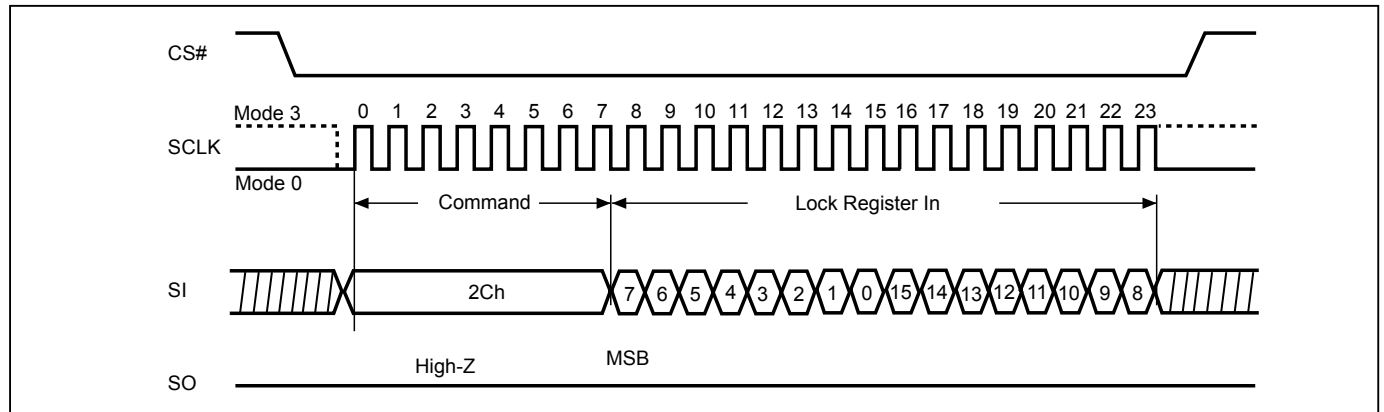 CS#
Mode 3
0 1 2 3 4 5 6 7 8 9 10 11 12 13 14 15 16 17 18 19 20 21 22 23
SCLK
Mode 0
Command Lock Register In
SI 2Ch 7 6 5 4 3 2 1 0 15 14 13 12 11 10 9 8
High-Z MSB
SO